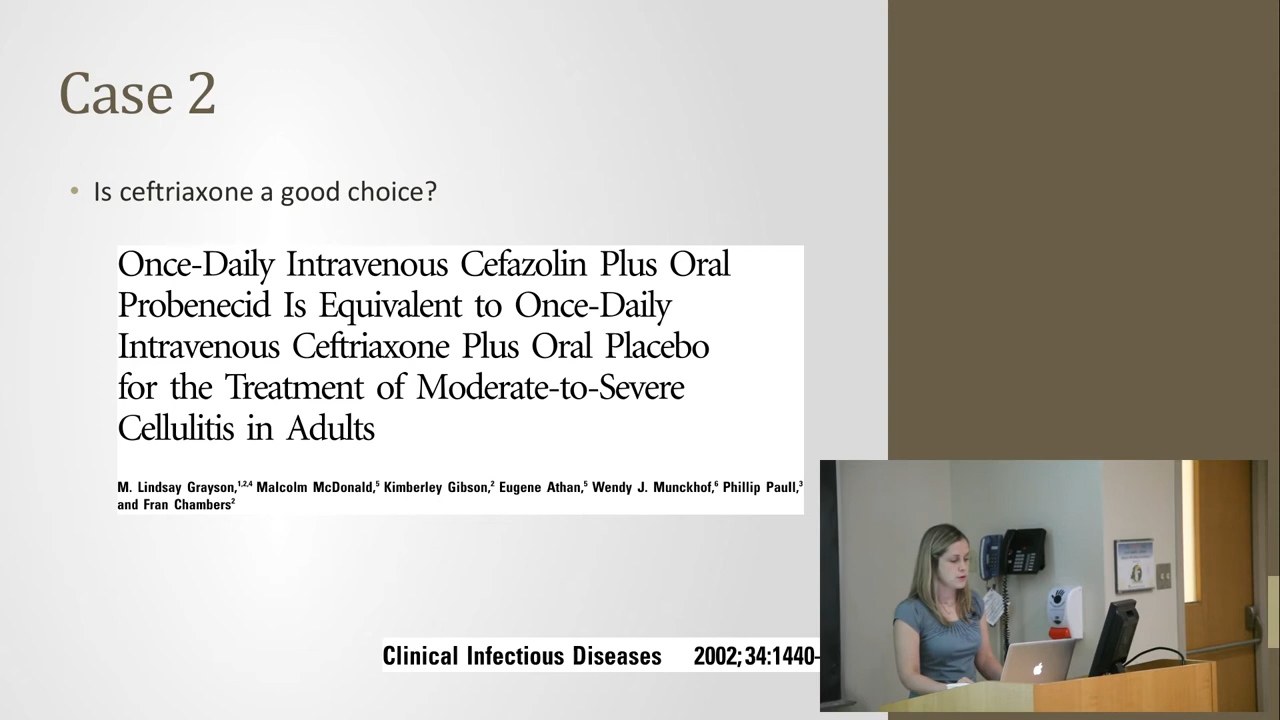 Case 2
• Is ceftriaxone a good choice?
Once-Daily Intravenous Cefazolin Plus Oral
Probenecid Is Equivalent to Once-Daily
Intravenous Ceftriaxone Plus Oral Placebo
for the Treatment of Moderate-to-Severe
Cellulitis in Adults
M. Lindsay Grayson,1,2,4 Malcolm McDonald,5 Kimberley Gibson,2 Eugene Athan,5 Wendy J. Munckhof,6 Phillip Paull,3
and Fran Chambers2
Clinical Infectious Diseases 2002;34:1440-